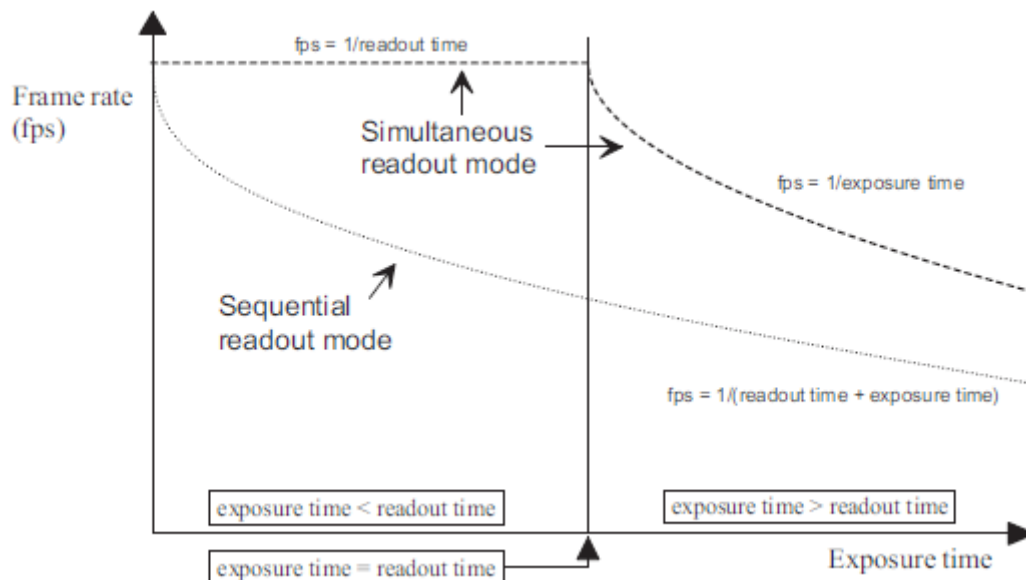 fps = 1/readout time
Frame rate
(fps)
Simultaneous
readout mode
fps = 1/exposure time
Sequential
readout mode
fps = 1/(readout time + exposure time)
exposure time < readout time
exposure time > readout time
exposure time = readout time
Exposure time